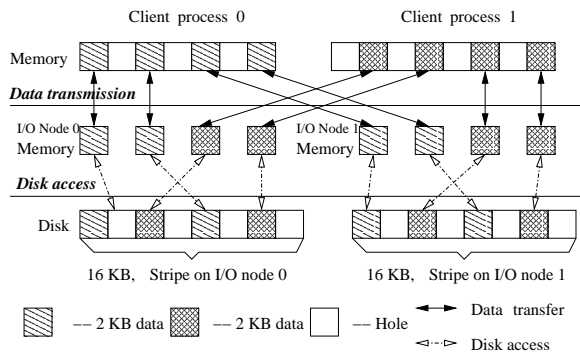 Client process 0 Client process 1
Memory
Data transmission
I/O Node 0 I/O Node 1
Memory Memory
Disk access
Disk
16 KB, Stripe on I/O node 0 16 KB, Stripe on I/O node 1
–– 2 KB data –– 2 KB data –– Hole Data transfer
Disk access